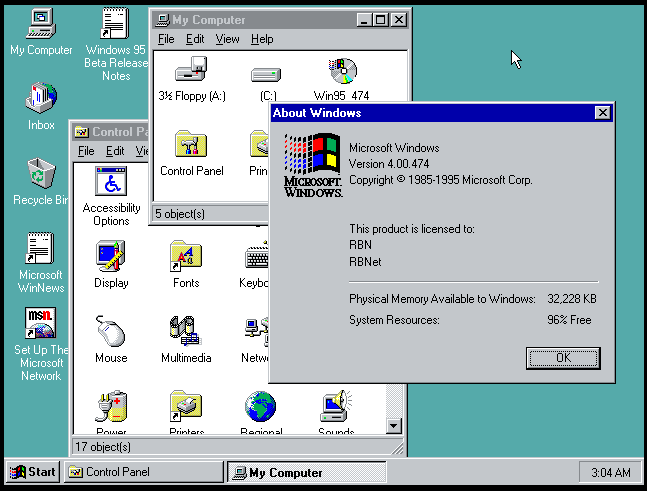 My Computer
Windows 95
Beta Release
Notes
Inbox
Recycle Bin
Microsoft
WinNews
msn.
Set Up The
Microsoft
Network
My Computer
File Edit View Help
3½ Floppy (A:)
(C:)
Win95_474
Control Panel
Prin
5 object(s)
Control Pa
File Edit Vi
Accessibility
Options
Display
Fonts
Keybo
Mouse
Multimedia
Netw
Power
Printers
Regional
Sounds
17 object(s)
About Windows
MICROSOFT.
WINDOWS.
Microsoft Windows
Version 4.00.474
Copyright © 1985-1995 Microsoft Corp.
This product is licensed to:
RBN
RBNet
Physical Memory Available to Windows: 32,228 KB
System Resources: 96% Free
OK
Start
Control Panel
My Computer
3:04 AM